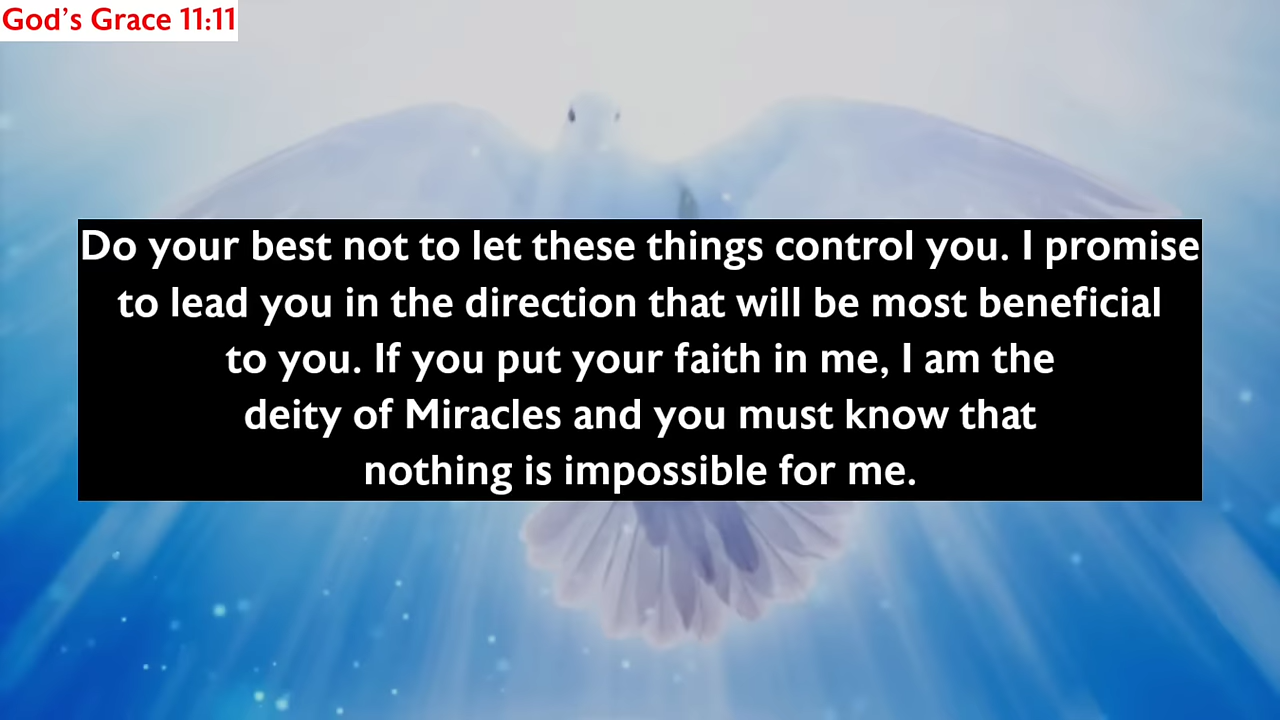 God’s Grace 11:11
Do your best not to let these things control you. I promise
to lead you in the direction that will be most beneficial
to you. If you put your faith in me, I am the
deity of Miracles and you must know that
nothing is impossible for me.